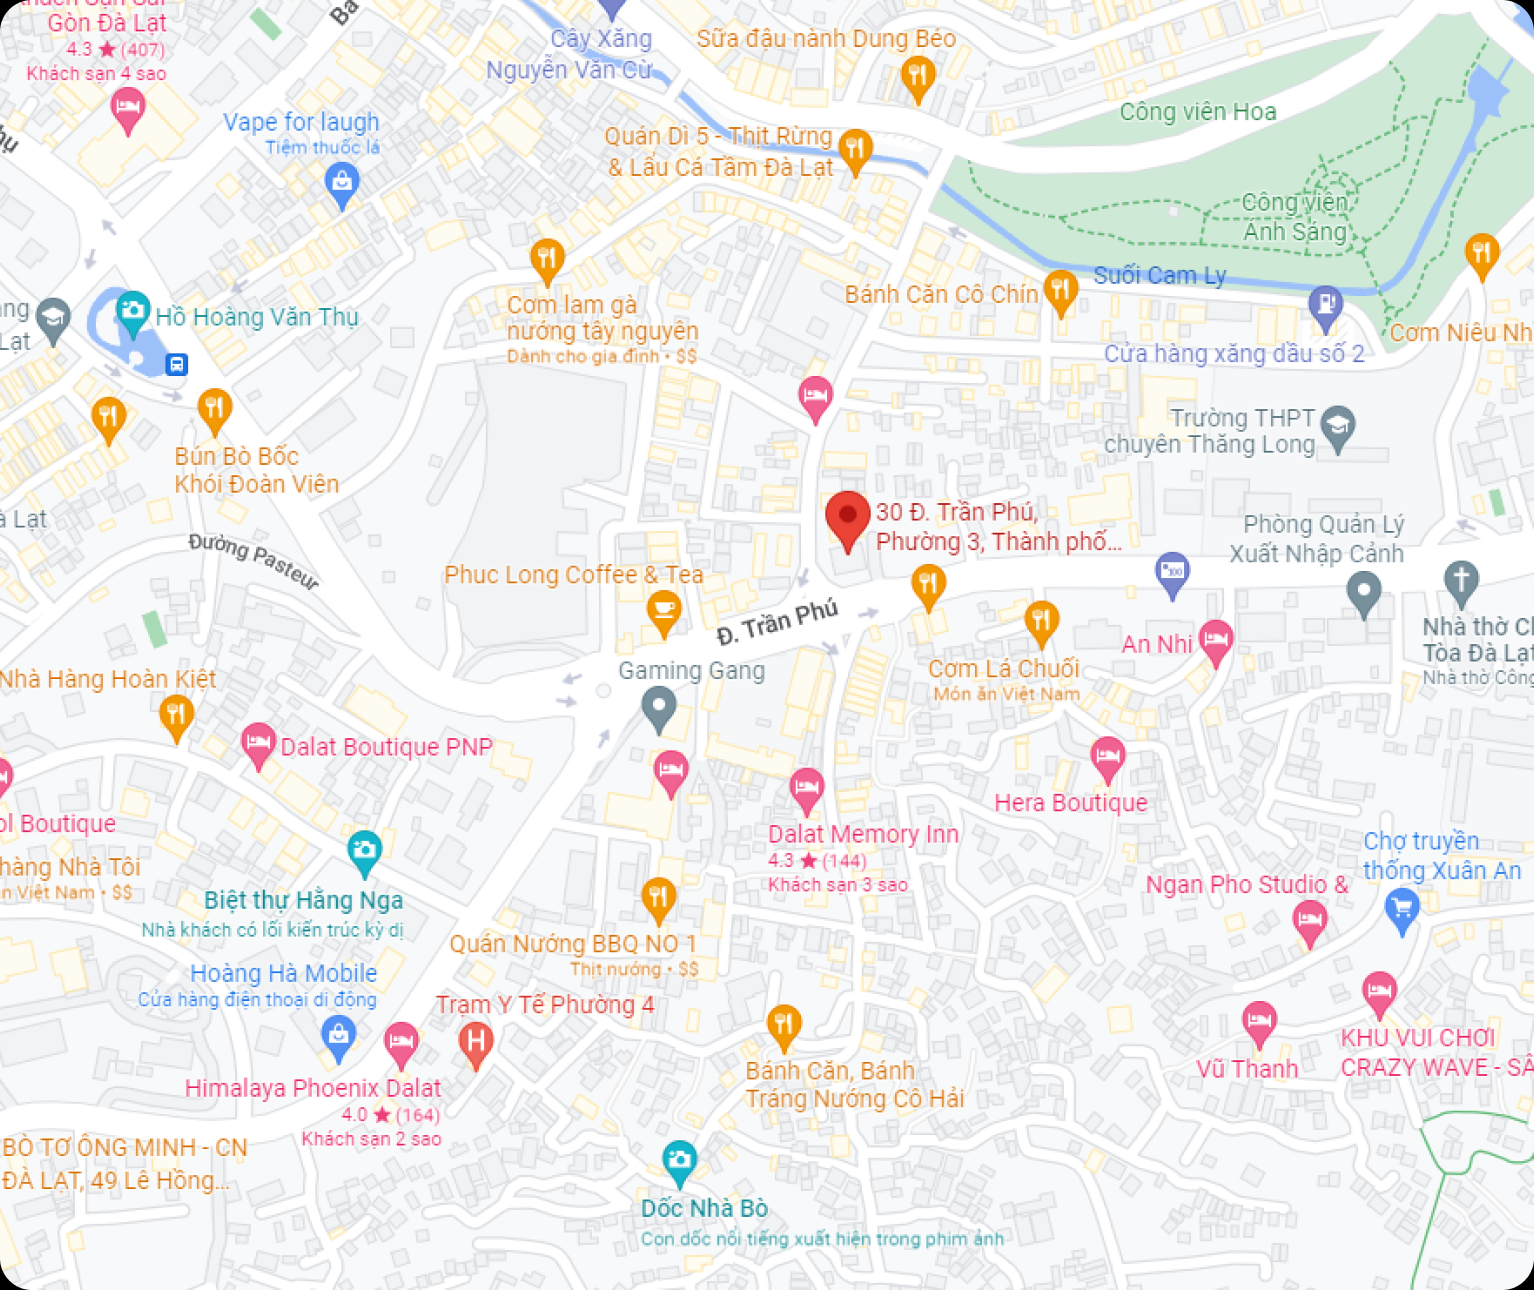 Gòn Đà Lạt
4.3 ★ (407)
Khách sạn 4 sao
Cây Xăng
Nguyễn Văn Cừ
Sữa đậu nành Dung Béo
Vape for laugh
Tiệm thuốc lá
Quán Dì 5 - Thịt Rừng
& Lẩu Cá Tầm Đà Lạt
Công viên Hoa
Công viên
Ánh Sáng
Suối Cam Ly
Hồ Hoàng Văn Thụ
Lạt
Cơm lam gà
nướng tây nguyên
Dành cho gia đình • $$
Bánh Căn Cô Chín
Cửa hàng xăng dầu số 2
Cơm Niêu Nh
Bún Bò Bốc
Khói Đoàn Viên
Trường THPT
chuyên Thăng Long
Lạt
Đường Pasteur
30 Đ. Trần Phú,
Phường 3, Thành phố...
Phòng Quản Lý
Xuất Nhập Cảnh
Phuc Long Coffee & Tea
Đ. Trần Phú
Gaming Gang
Cơm Lá Chuối
Món ăn Việt Nam
An Nhi
Nhà thờ Ch
Tòa Đà Lạt
Nhà thờ Công
Nhà Hàng Hoàn Kiệt
Dalat Boutique PNP
ol Boutique
Hera Boutique
Dalat Memory Inn
4.3 ★ (144)
Khách sạn 3 sao
hàng Nhà Tôi
n Việt Nam • $$
Biệt thự Hằng Nga
Nhà khách có lối kiến trúc kỳ dị
Chợ truyền
thống Xuân An
Ngan Pho Studio &
Quán Nướng BBQ NO 1
Thịt nướng • $$
Hoàng Hà Mobile
Cửa hàng điện thoại di động
Trạm Y Tế Phường 4
Himalaya Phoenix Dalat
4.0 ★ (164)
Khách sạn 2 sao
Bánh Căn, Bánh
Tráng Nướng Cô Hải
Vũ Thanh
KHU VUI CHƠI
CRAZY WAVE - SÂ
BÒ TƠ ÔNG MINH - CN
ĐÀ LẠT, 49 Lê Hồng...
Dốc Nhà Bò
Con dốc nổi tiếng xuất hiện trong phim ảnh